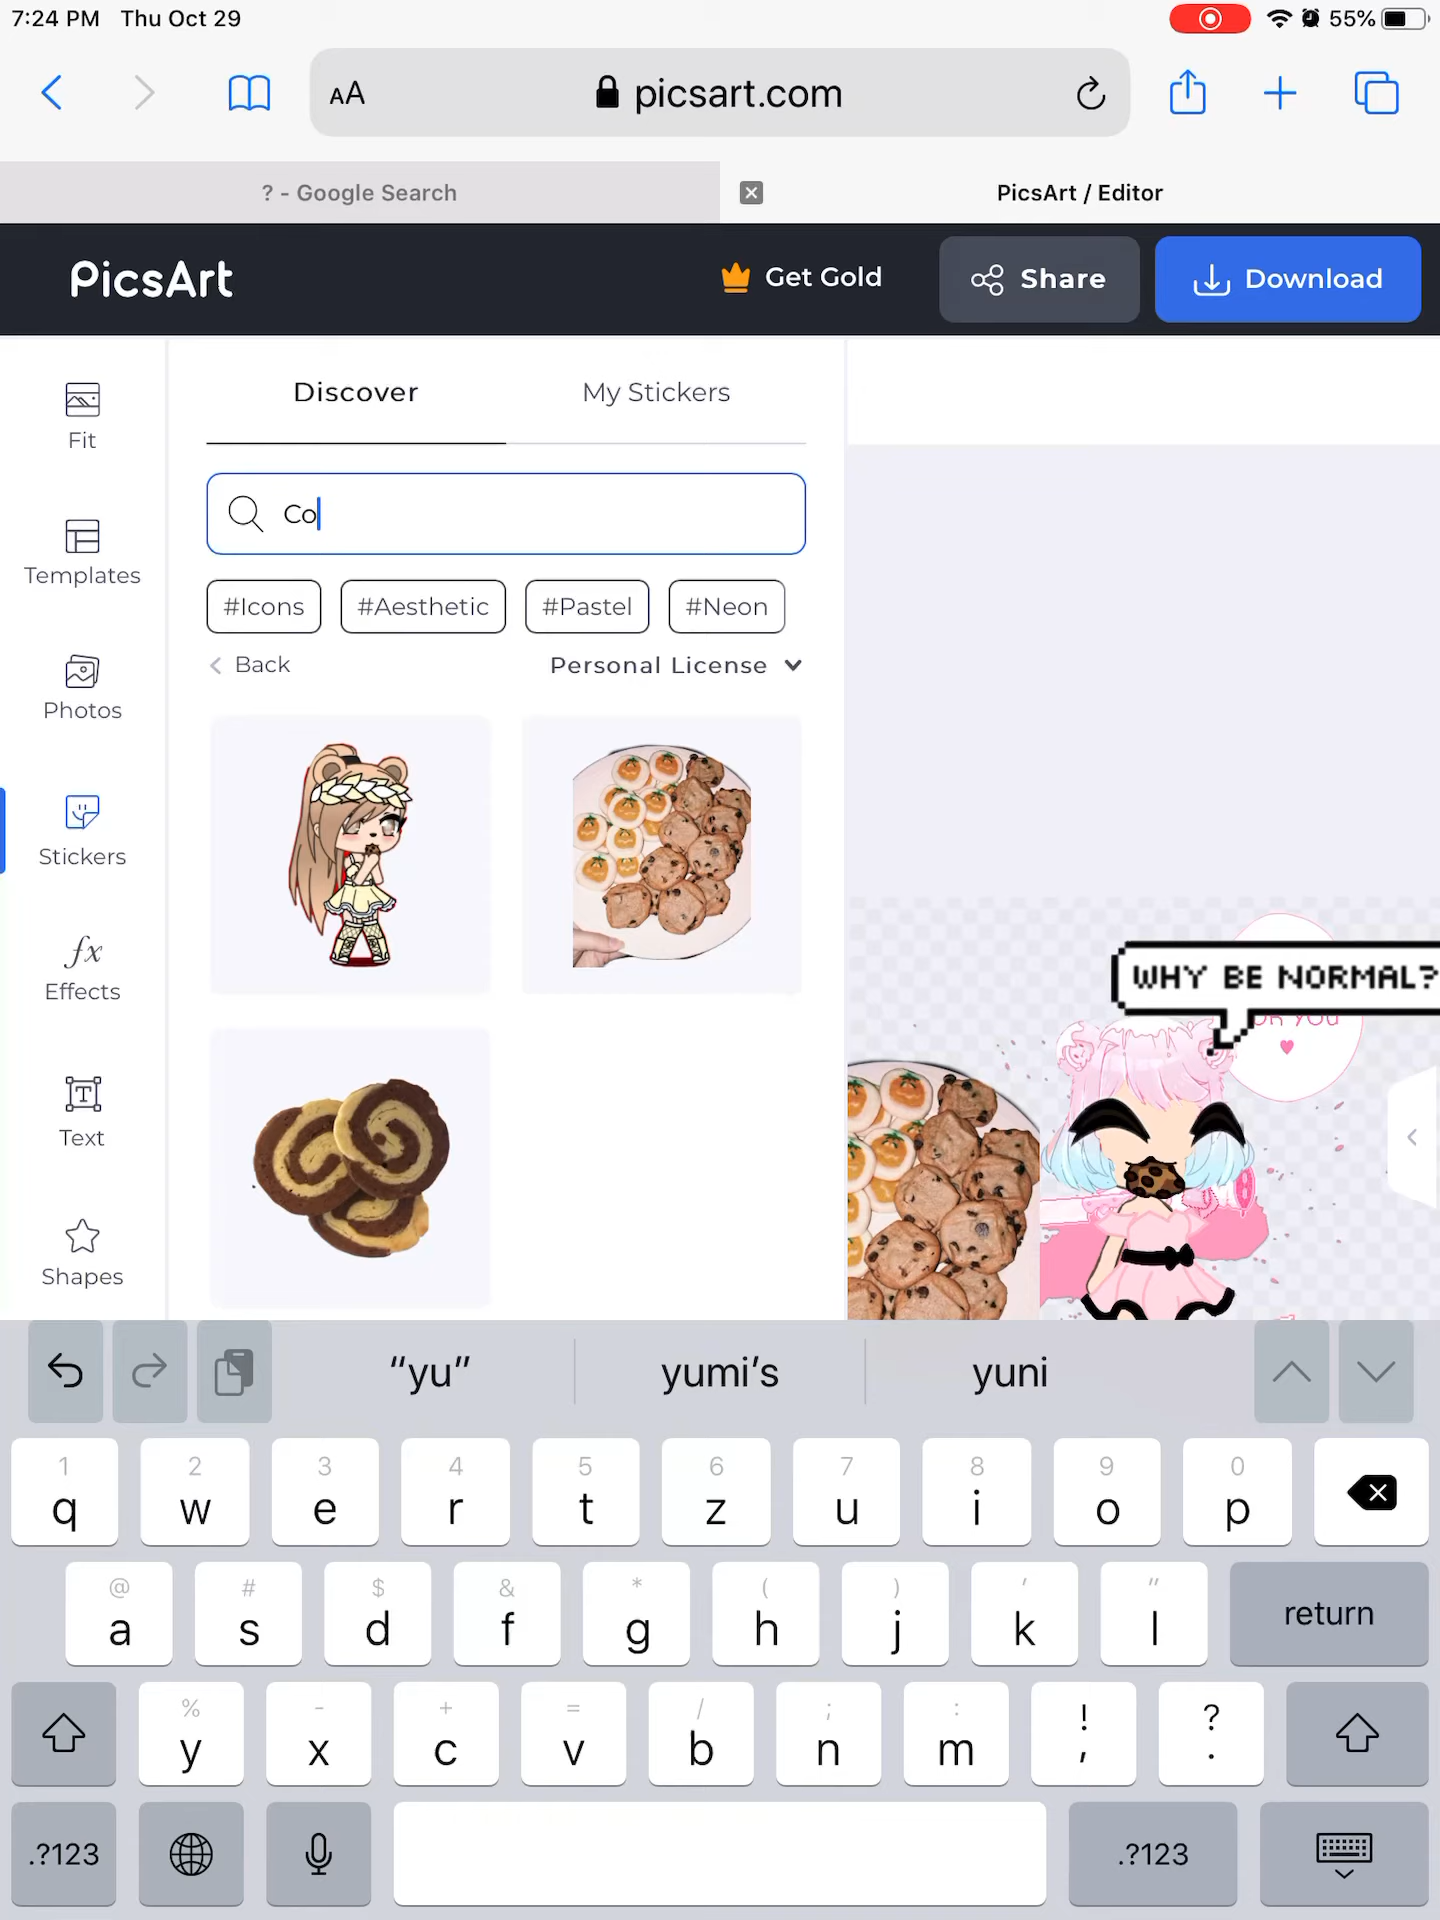 7:24 PM Thu Oct 29
55%
AA picsart.com
? - Google Search
PicsArt / Editor
PicsArt
Get Gold
Share
Download
Fit
Templates
Photos
Stickers
Effects
Text
Shapes
Discover
My Stickers
Co
#Icons #Aesthetic #Pastel #Neon
Back
Personal License
WHY BE NORMAL?
YOU
"yu" yumi's yuni
1 2 3 4 5 6 7 8 9 0
q w e r t z u i o p
@ # $ & * ( ) ' "
a s d f g h j k l return
% - + = / ; : ! ?
y x c v b n m , .
.?123 .?123